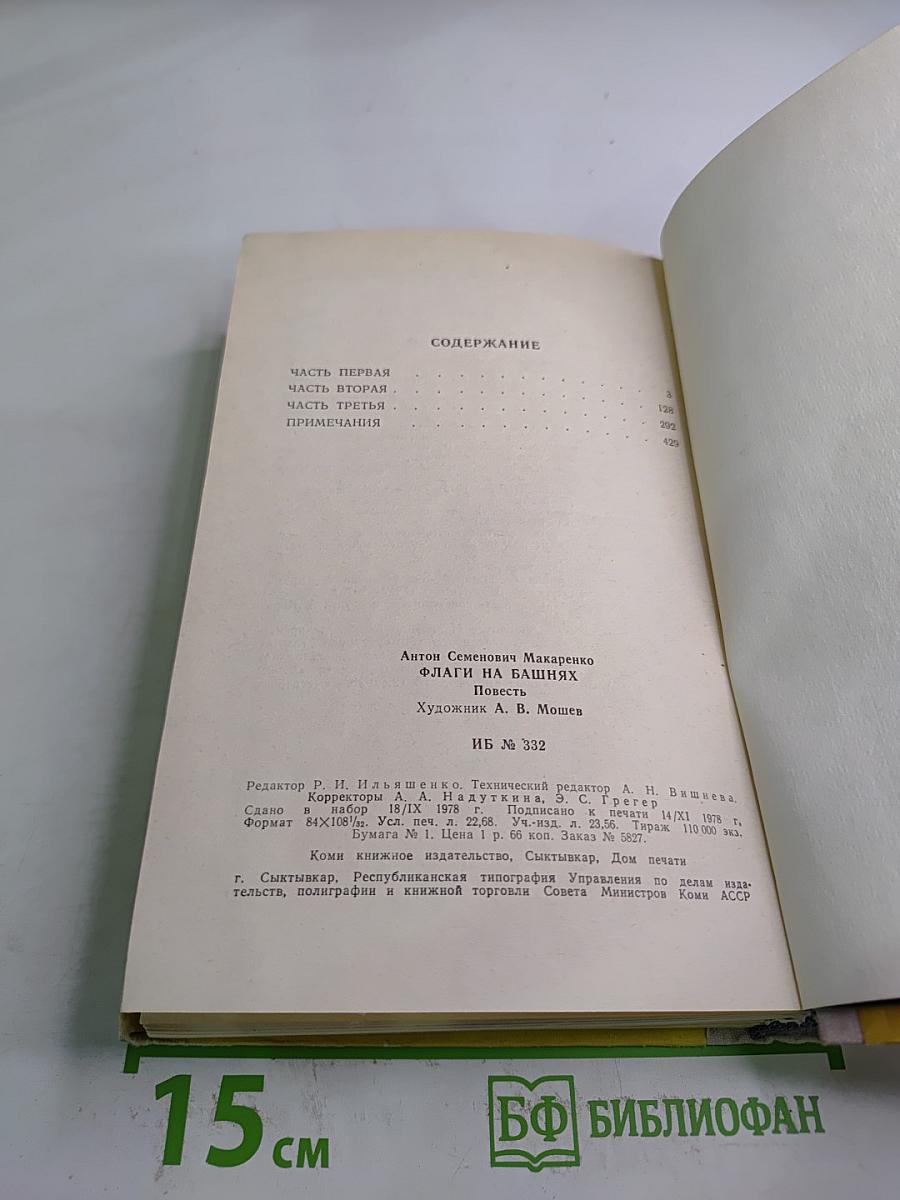 СОДЕРЖАНИЕ
ЧАСТЬ ПЕРВАЯ . . . . . . . . . . . . 3
ЧАСТЬ ВТОРАЯ . . . . . . . . . . . . 128
ЧАСТЬ ТРЕТЬЯ . . . . . . . . . . . . 292
ПРИМЕЧАНИЯ . . . . . . . . . . . . 429
Антон Семенович Макаренко
ФЛАГИ НА БАШНЯХ
Повесть
Художник А. В. Мошев
ИБ № 332
Редактор Р. И. Ильяшенко. Технический редактор А. Н. Вишнева.
Корректоры А. А. Надуткина, Э. С. Грегер
Сдано в набор 18/IX 1978 г. Подписано к печати 14/XI 1978 г,
Формат 84×108¹/₃₂. Усл. печ. л. 22,68. Уч.-изд. л. 23,56. Тираж 110 000 экз.
Бумага № 1. Цена 1 р. 66 коп. Заказ № 5827.
Коми книжное издательство, Сыктывкар, Дом печати
г. Сыктывкар, Республиканская типография Управления по делам изда-
тельств, полиграфии и книжной торговли Совета Министров Коми АССР
15 см
БФ БИБЛИОФАН